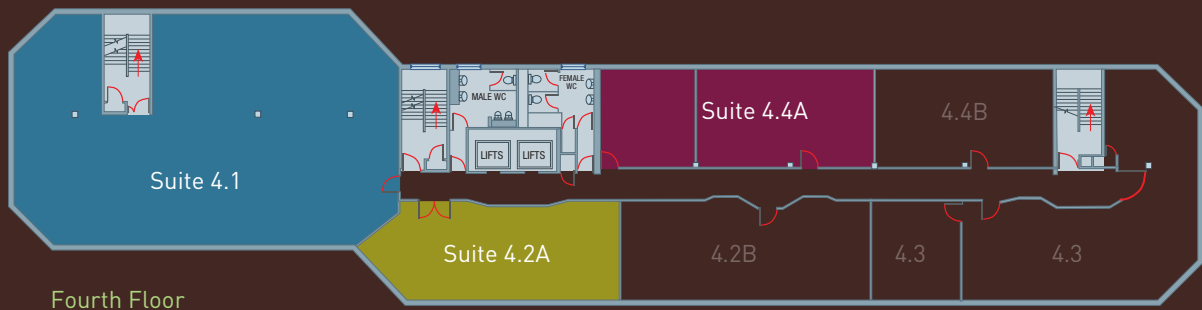 MALE WC
FEMALE
WC
LIFTS
LIFTS
Suite 4.4A
4.4B
Suite 4.1
Suite 4.2A
4.2B
4.3
4.3
Fourth Floor